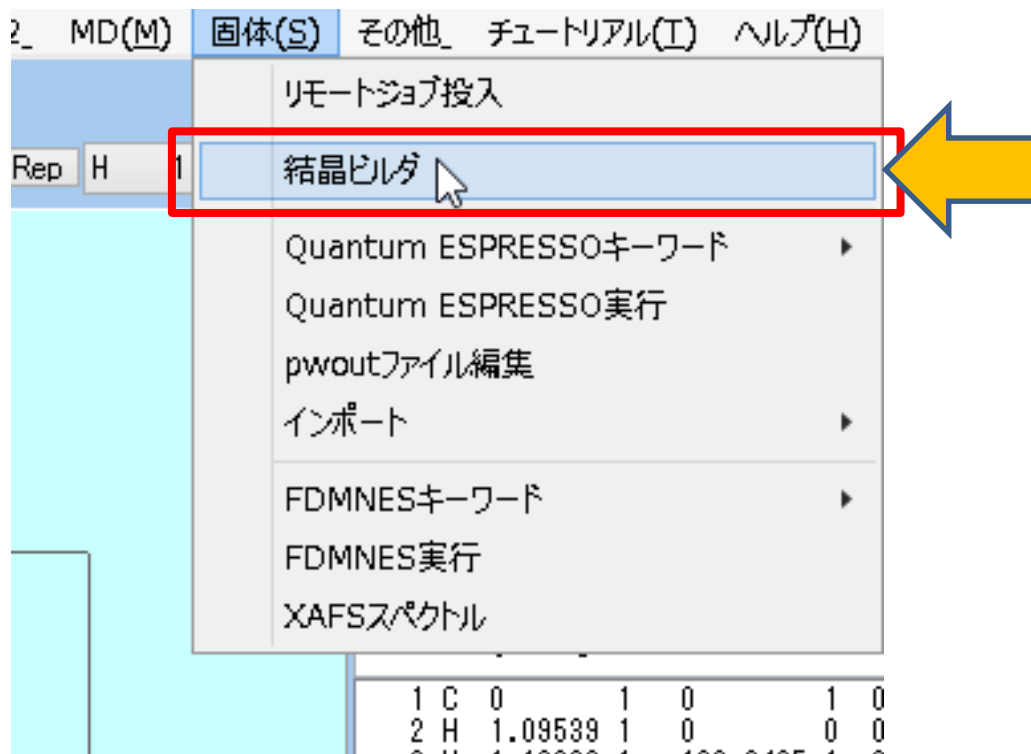 2_ MD(M) 固体(S) その他_ チュートリアル(T) ヘルプ(H)
リモートジョブ投入
Rep H 1
結晶ビルダ
Quantum ESPRESSOキーワード
Quantum ESPRESSO実行
pwoutファイル編集
インポート
FDMNESキーワード
FDMNES実行
XAFSスペクトル
1 C 0 1 0 1 0
2 H 1.09539 1 0 0 0